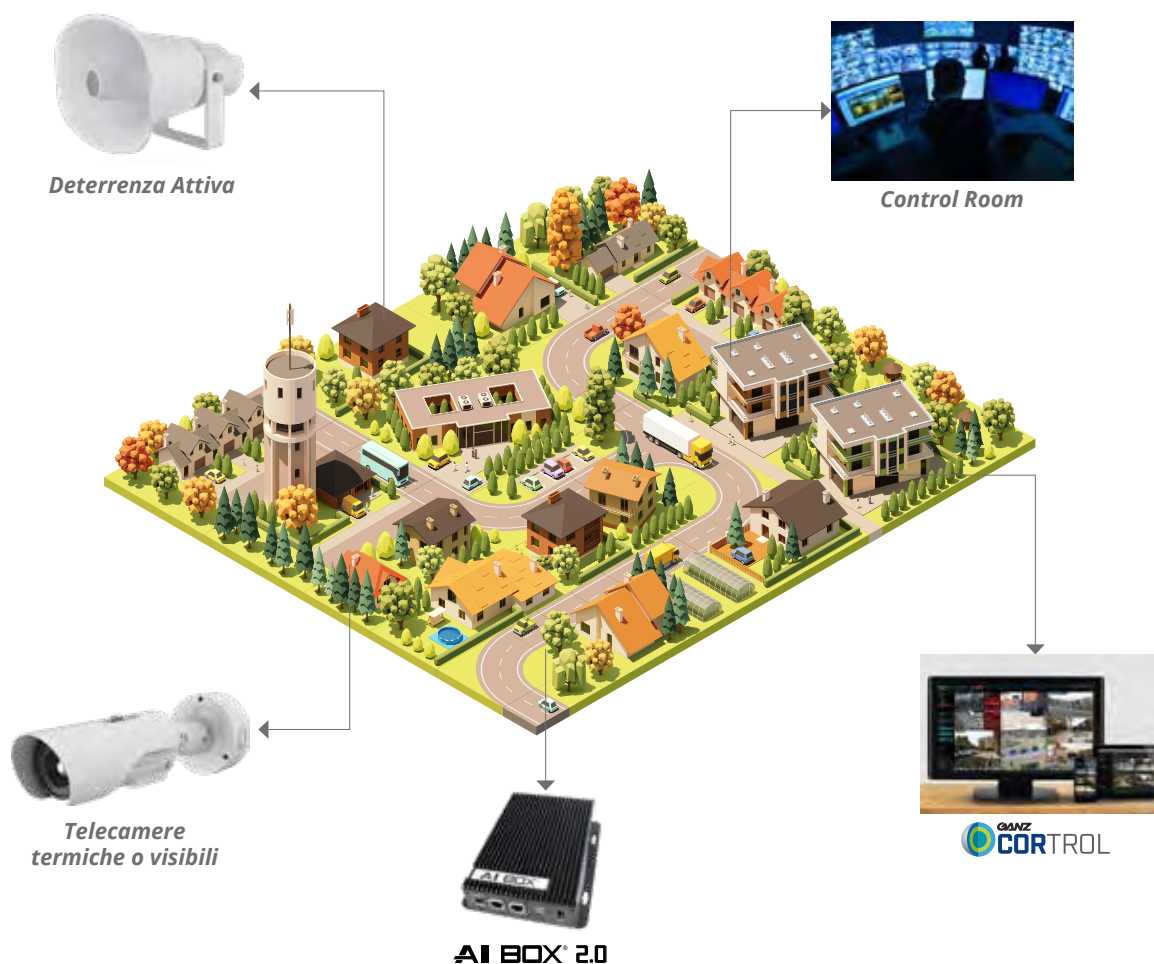 Deterrenza Attiva
Control Room
Telecamere
termiche o visibili
AI BOX
AI BOX® 2.0
GANZ
CORTROL